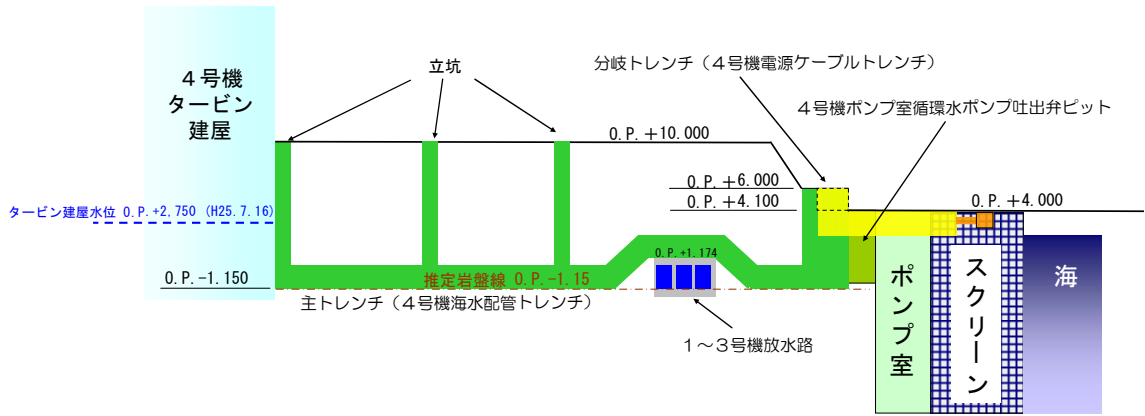 4号機
タービン
建屋
立坑
分岐トレンチ(4号機電源ケーブルトレンチ)
4号機ポンプ室循環水ポンプ吐出弁ピット
O.P.+10.000
O.P.+6.000
O.P.+4.100
O.P.+4.000
タービン建屋水位 O.P.+2,750 (H25.7.16)
O.P.+1.174
O.P.-1.150
推定岩盤線 O.P.-1.15
主トレンチ(4号機海水配管トレンチ)
1~3号機放水路
ポンプ室
スクリーン
海